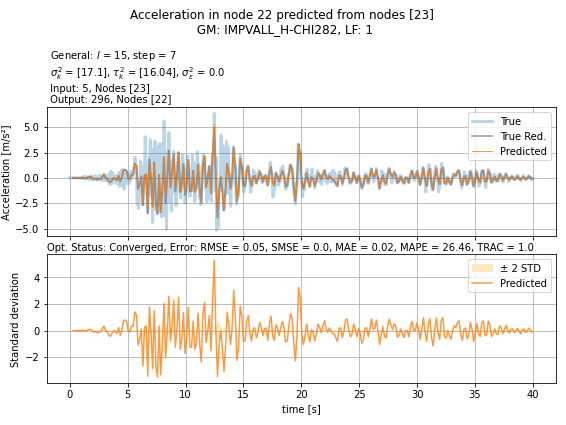 Acceleration in node 22 predicted from nodes [23]
GM: IMPVALL_H-CHI282, LF: 1
General: l = 15, step = 7
σ²ₖ = [17.1], τ²ₖ = [16.04], σ²ε = 0.0
Input: 5, Nodes [23]
Output: 296, Nodes [22]
Acceleration [m/s²]
5.0
2.5
0.0
−2.5
−5.0
True
True Red.
Predicted
Opt. Status: Converged, Error: RMSE = 0.05, SMSE = 0.0, MAE = 0.02, MAPE = 26.46, TRAC = 1.0
Standard deviation
4
2
0
−2
± 2 STD
Predicted
0 5 10 15 20 25 30 35 40
time [s]